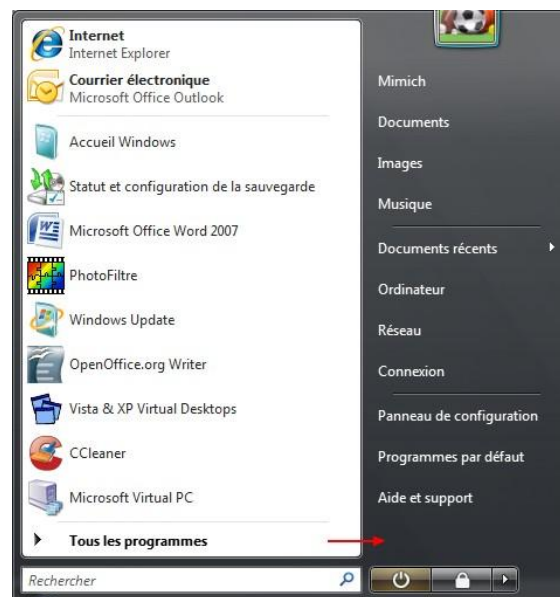 Internet
Internet Explorer
Courrier électronique
Microsoft Office Outlook
Accueil Windows
Statut et configuration de la sauvegarde
Microsoft Office Word 2007
PhotoFiltre
Windows Update
OpenOffice.org Writer
Vista & XP Virtual Desktops
CCleaner
Microsoft Virtual PC
Tous les programmes
Rechercher
Mimich
Documents
Images
Musique
Documents récents
Ordinateur
Réseau
Connexion
Panneau de configuration
Programmes par défaut
Aide et support